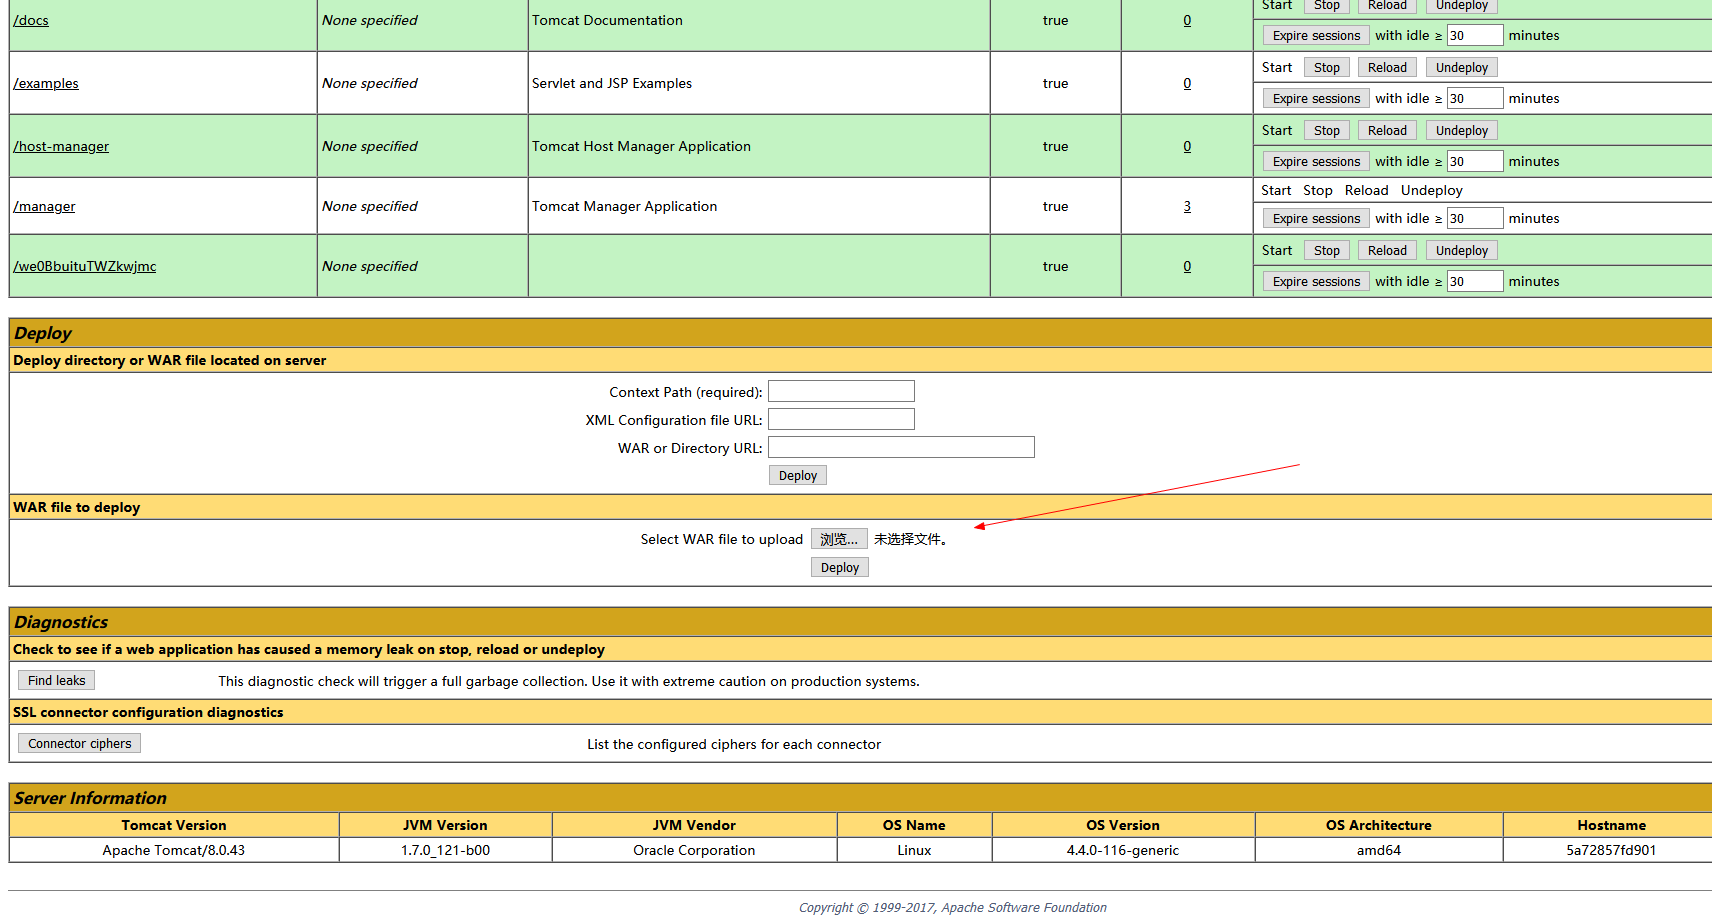 /docs None specified Tomcat Documentation true 0 Start Stop Reload Undeploy
Expire sessions with idle ≥ 30 minutes
/examples None specified Servlet and JSP Examples true 0 Start Stop Reload Undeploy
Expire sessions with idle ≥ 30 minutes
/host-manager None specified Tomcat Host Manager Application true 0 Start Stop Reload Undeploy
Expire sessions with idle ≥ 30 minutes
/manager None specified Tomcat Manager Application true 3 Start Stop Reload Undeploy
Expire sessions with idle ≥ 30 minutes
/we0BbuituTWZkwjmc None specified true 0 Start Stop Reload Undeploy
Expire sessions with idle ≥ 30 minutes
Deploy
Deploy directory or WAR file located on server
Context Path (required):
XML Configuration file URL:
WAR or Directory URL:
Deploy
WAR file to deploy
Select WAR file to upload 浏览... 未选择文件。
Deploy
Diagnostics
Check to see if a web application has caused a memory leak on stop, reload or undeploy
Find leaks This diagnostic check will trigger a full garbage collection. Use it with extreme caution on production systems.
SSL connector configuration diagnostics
Connector ciphers List the configured ciphers for each connector
Server Information
Tomcat Version JVM Version JVM Vendor OS Name OS Version OS Architecture Hostname
Apache Tomcat/8.0.43 1.7.0_121-b00 Oracle Corporation Linux 4.4.0-116-generic amd64 5a72857fd901
Copyright © 1999-2017, Apache Software Foundation